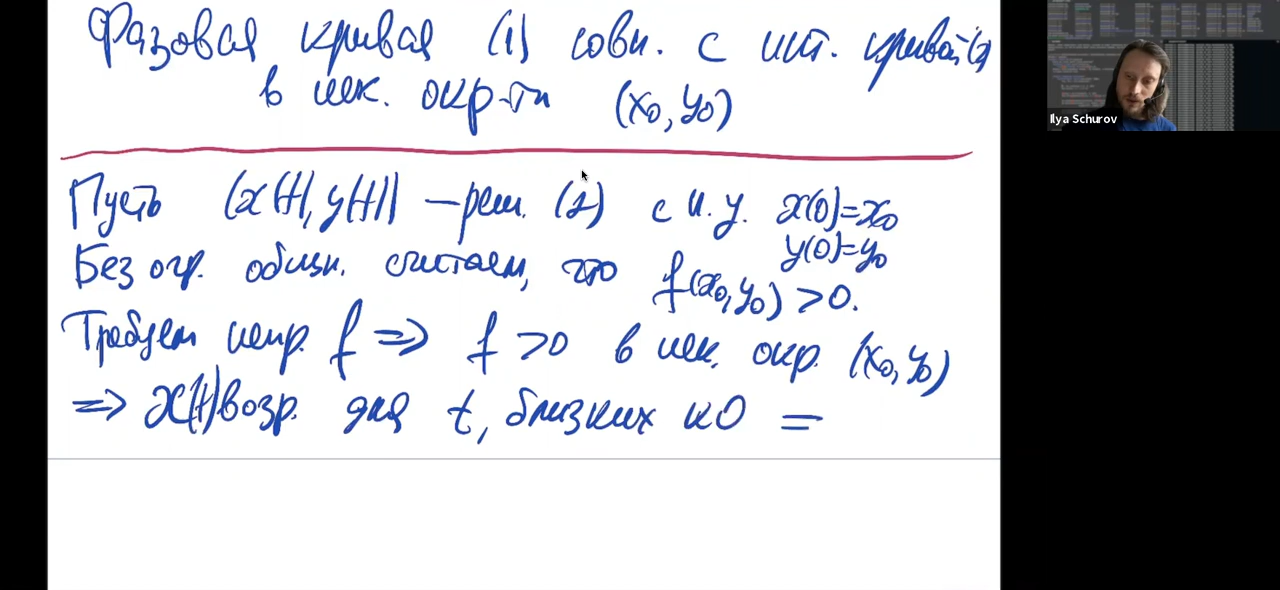 Фазовая кривая (1) совп. с инт. кривой (2)
в нек. окр-ти (x₀, y₀)
Пусть (x(t), y(t)) — реш. (1) с н. у. x(0)=x₀
y(0)=y₀
Без огр. общн. считаем, что f(x₀, y₀) > 0.
Требуем непр. f ⇒ f > 0 в нек. окр. (x₀, y₀)
⇒ x(t) возр. для t, близких к 0 =
Ilya Schurov